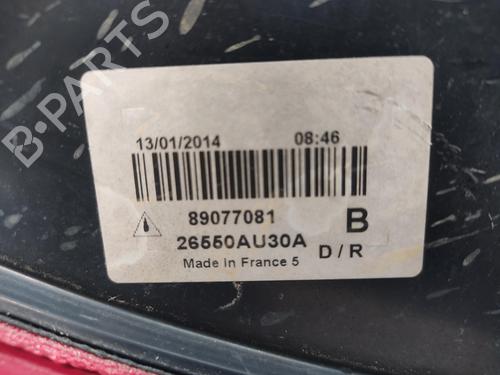 B-PARTS
13/01/2014 08:46
89077081 B
26550AU30A D/R
Made in France 5